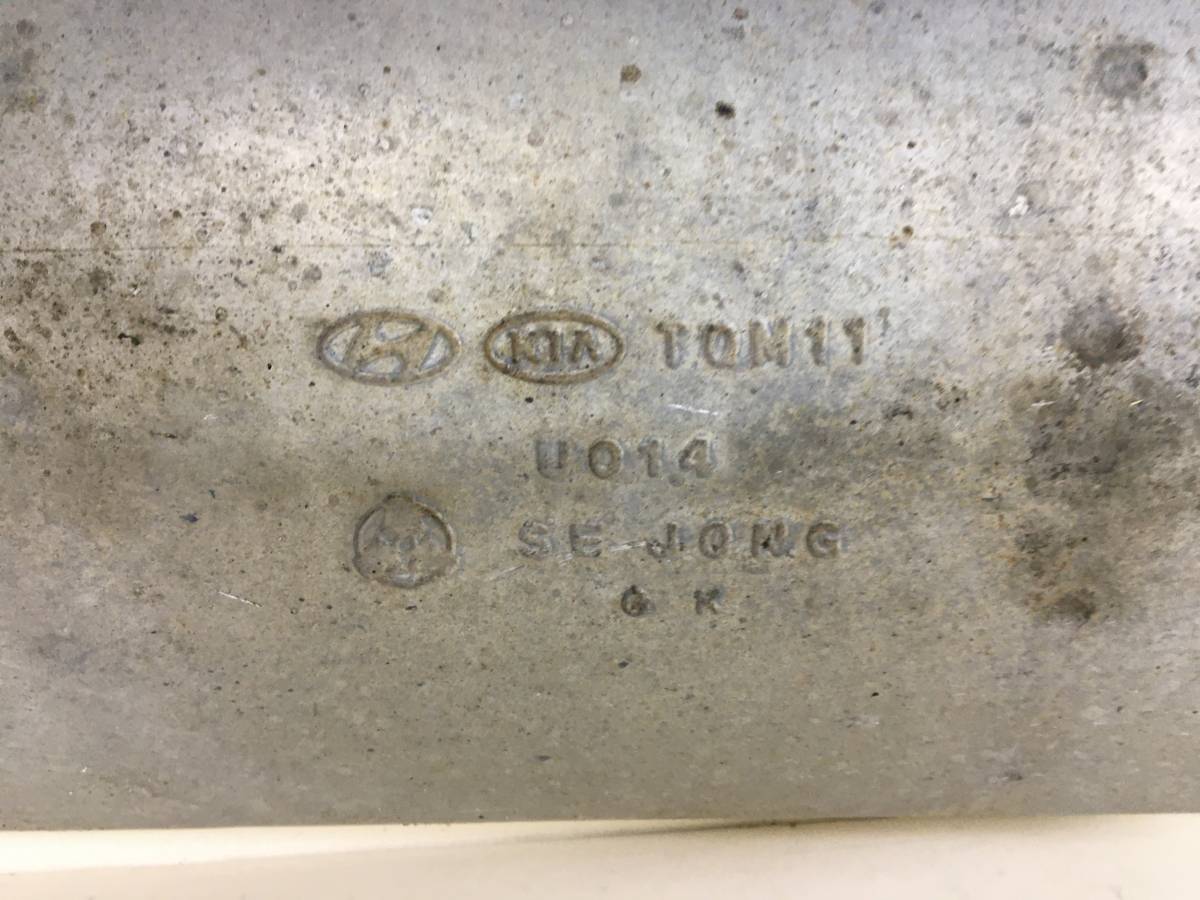 KIA TQM11
U014
SE JONG
G K